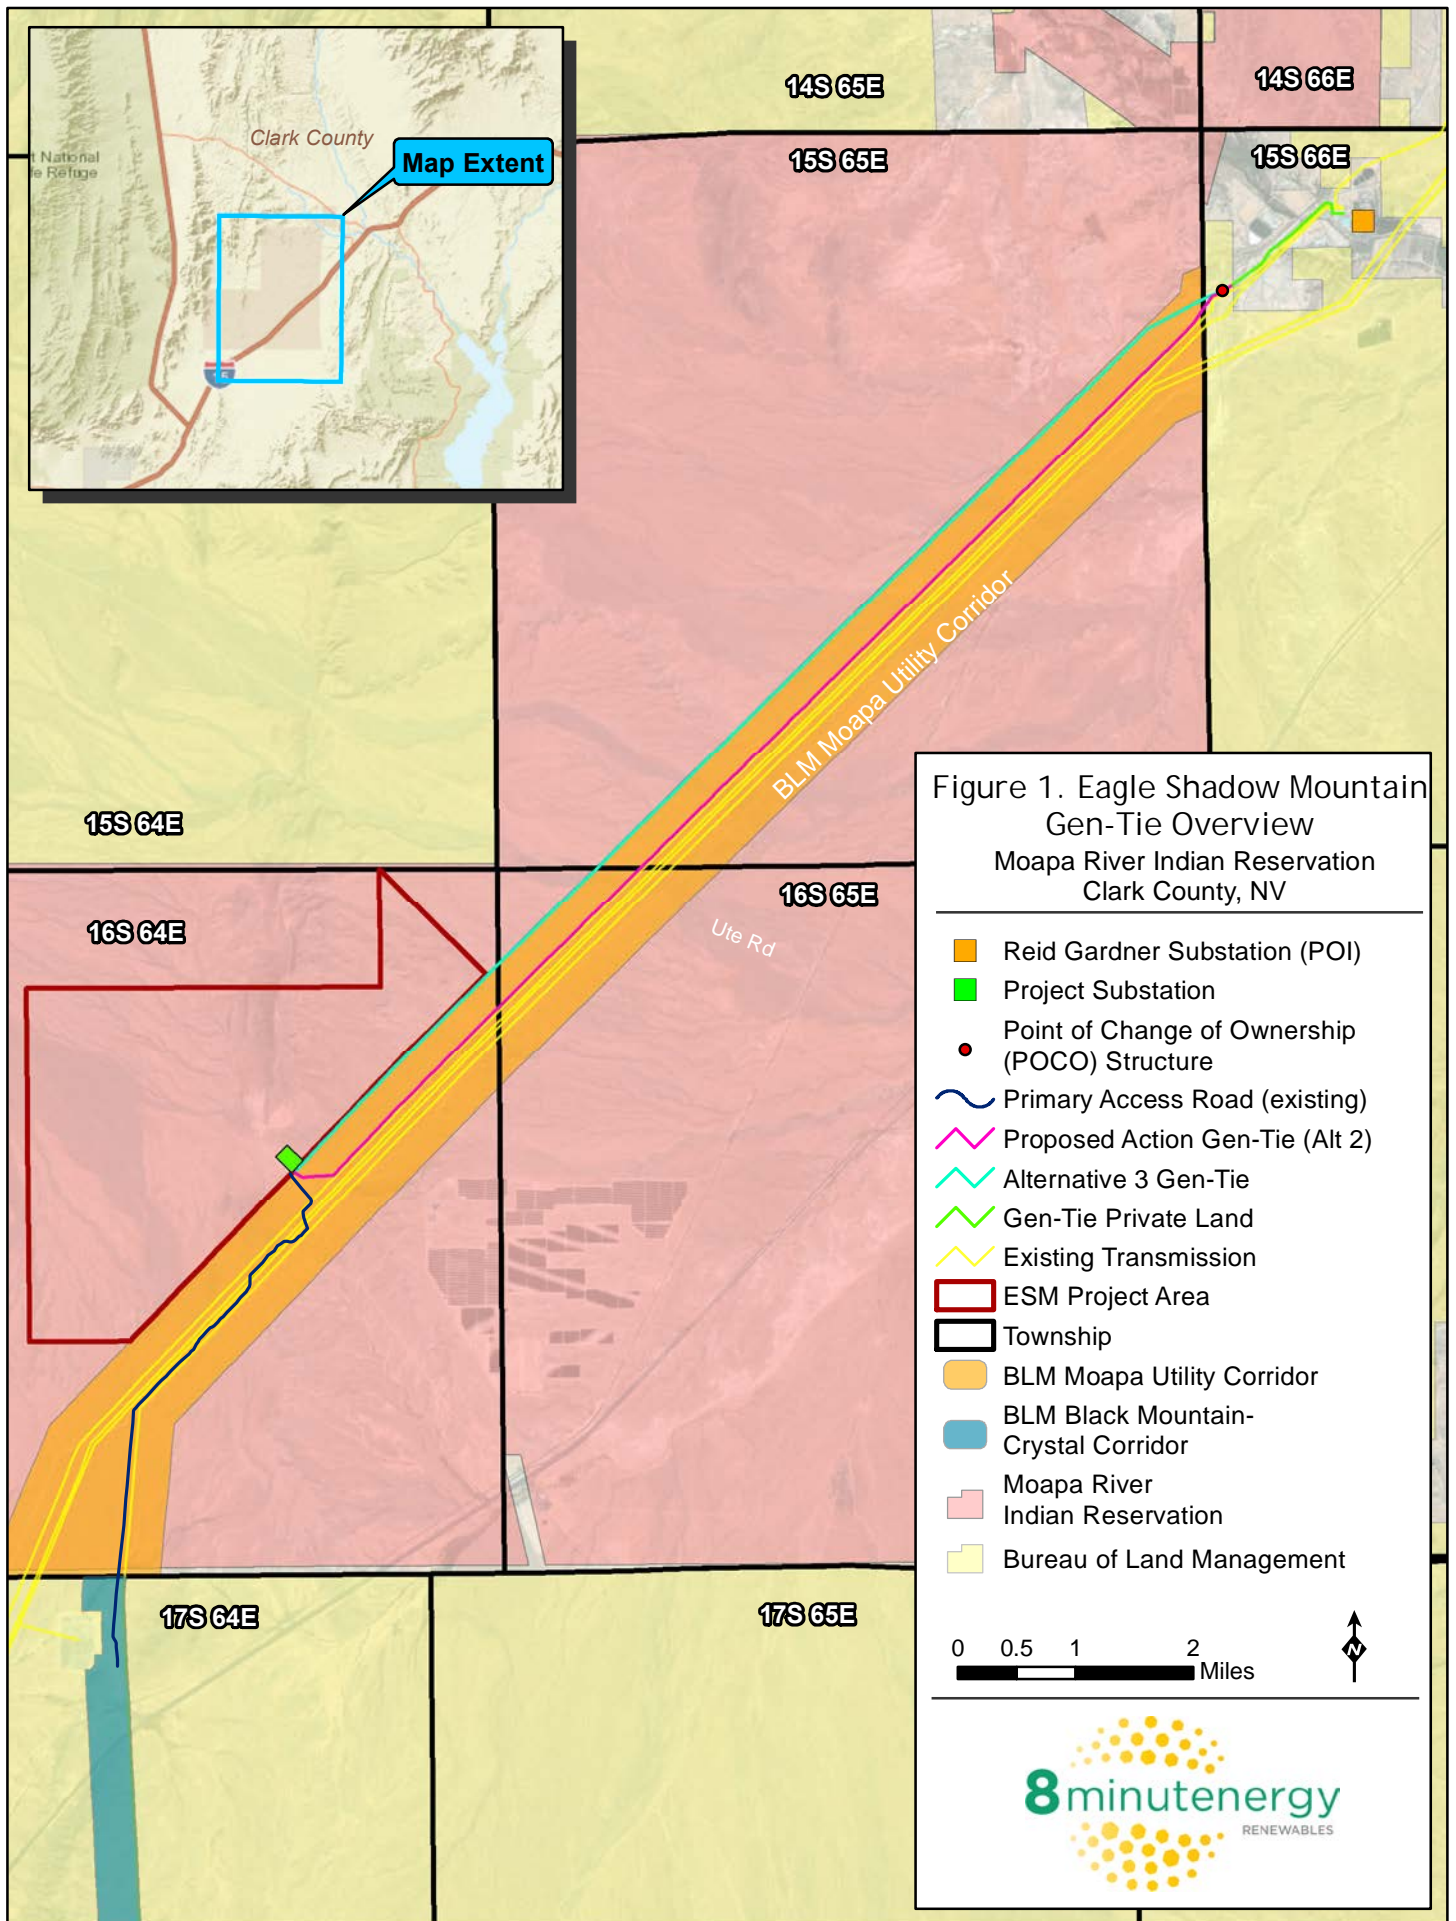 Clark County
Map Extent
t National
fe Refuge
14S 65E
14S 66E
15S 65E
15S 66E
BLM Moapa Utility Corridor
15S 64E
16S 64E
16S 65E
Ute Rd
17S 64E
17S 65E
Figure 1. Eagle Shadow Mountain
Gen-Tie Overview
Moapa River Indian Reservation
Clark County, NV
Reid Gardner Substation (POI)
Project Substation
Point of Change of Ownership
(POCO) Structure
Primary Access Road (existing)
Proposed Action Gen-Tie (Alt 2)
Alternative 3 Gen-Tie
Gen-Tie Private Land
Existing Transmission
ESM Project Area
Township
BLM Moapa Utility Corridor
BLM Black Mountain-
Crystal Corridor
Moapa River
Indian Reservation
Bureau of Land Management
0 0.5 1 2
Miles
N
8minutenergy
RENEWABLES